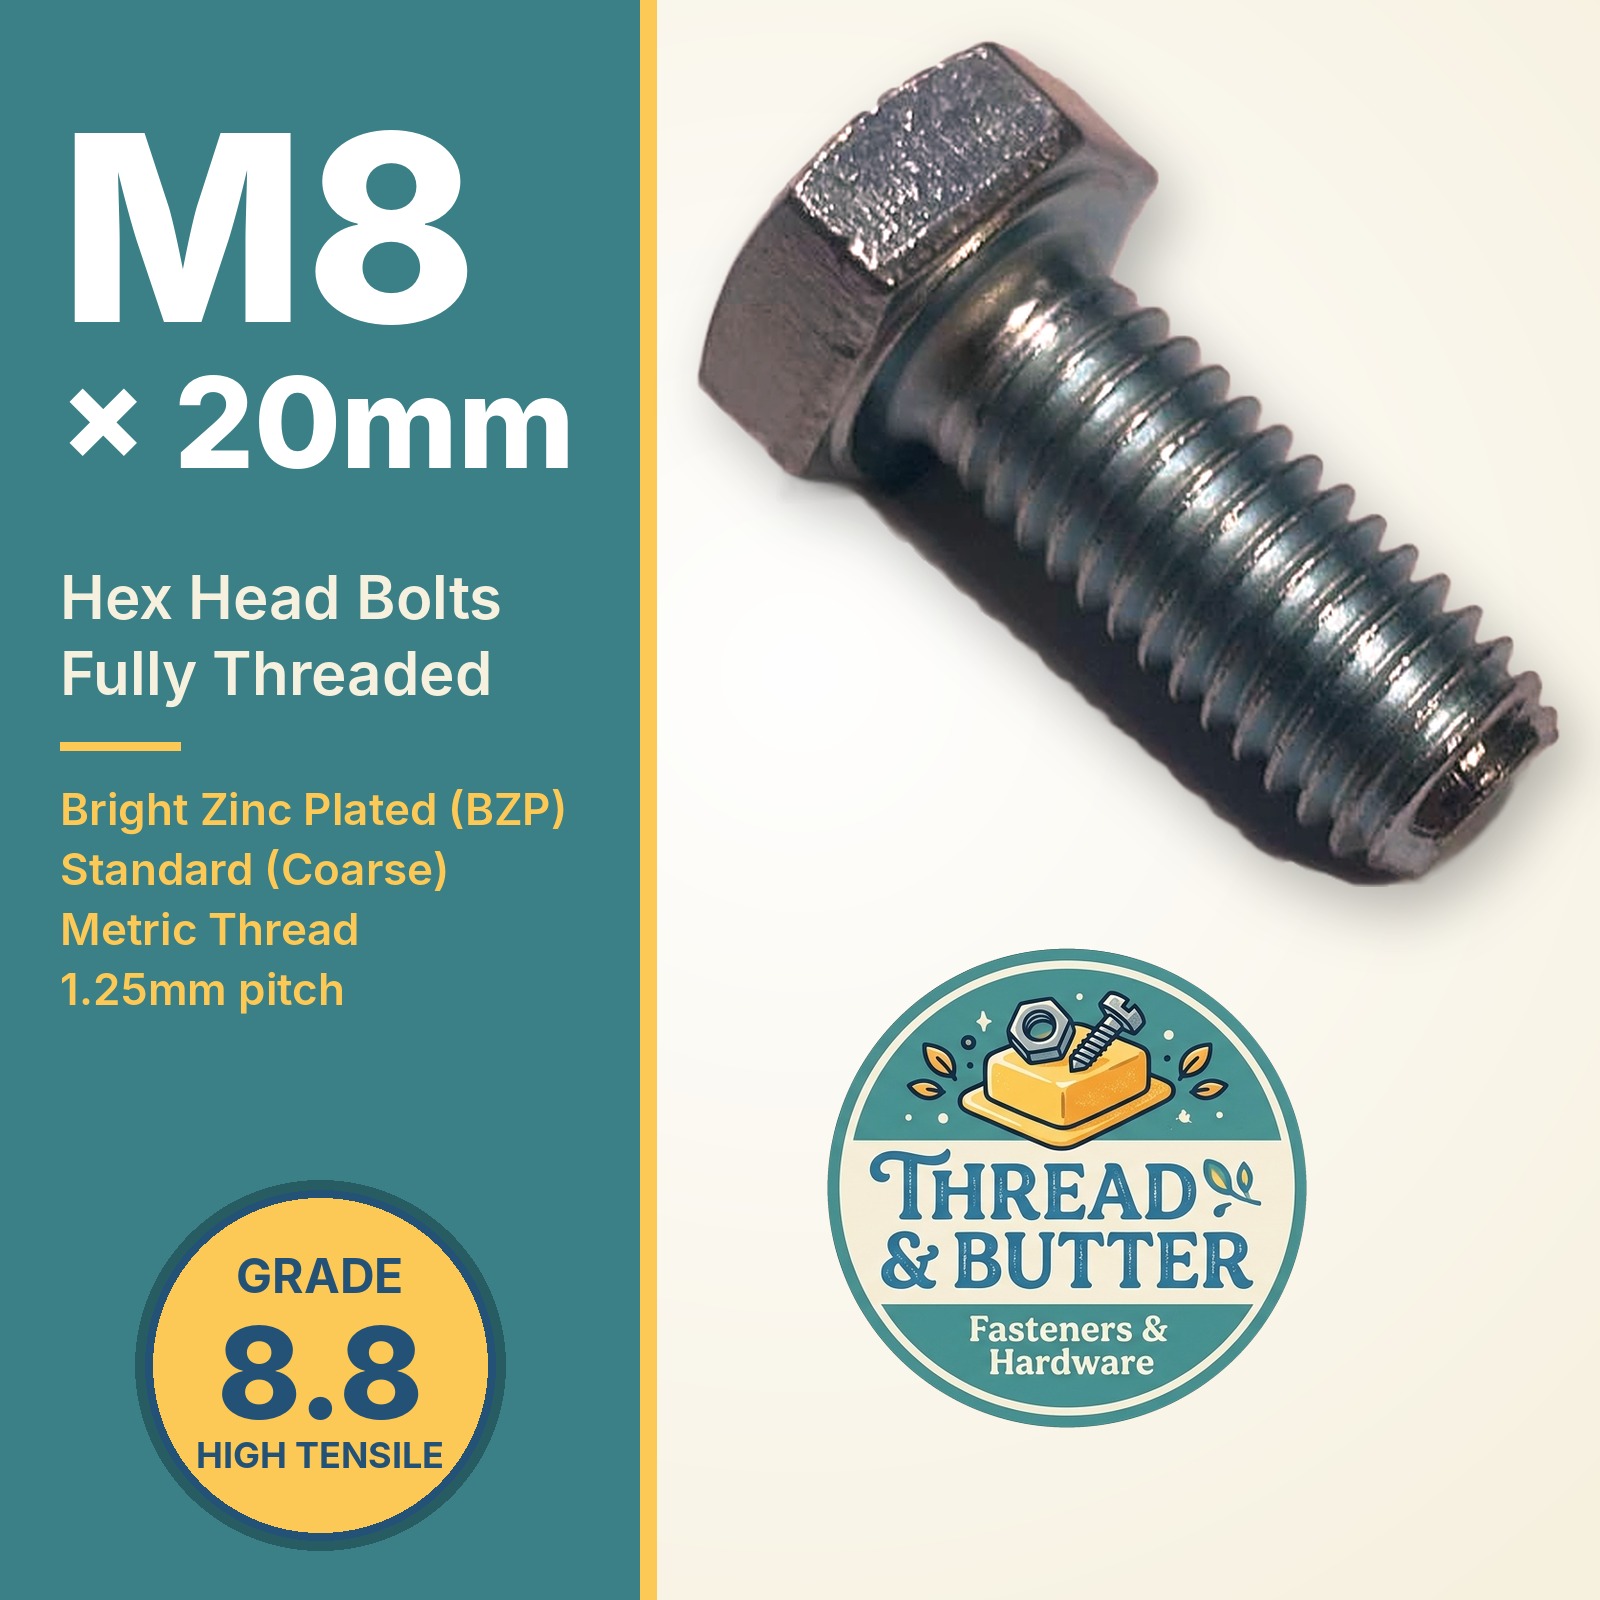 M8
× 20mm
Hex Head Bolts
Fully Threaded
Bright Zinc Plated (BZP)
Standard (Coarse)
Metric Thread
1.25mm pitch
GRADE
8.8
HIGH TENSILE
THREAD
& BUTTER
Fasteners &
Hardware